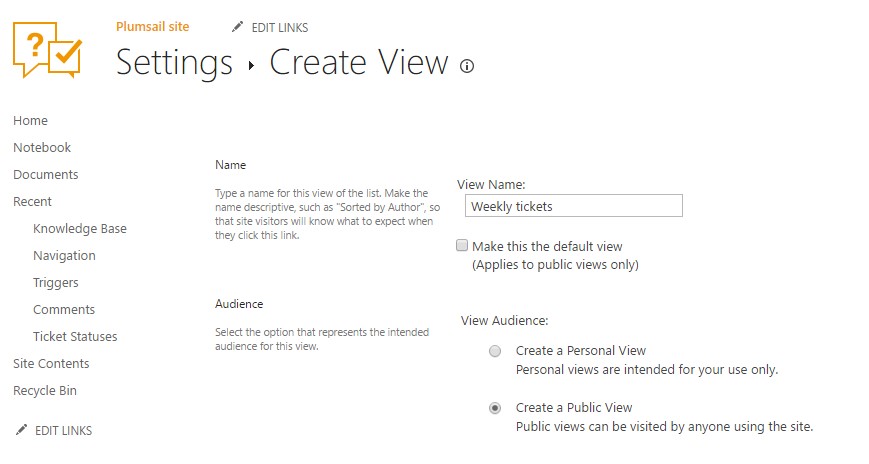 Plumsail site
EDIT LINKS
Settings ▸ Create View
Home
Notebook
Documents
Recent
Knowledge Base
Navigation
Triggers
Comments
Ticket Statuses
Site Contents
Recycle Bin
EDIT LINKS
Name
Type a name for this view of the list. Make the
name descriptive, such as "Sorted by Author", so
that site visitors will know what to expect when
they click this link.
View Name:
Weekly tickets
Make this the default view
(Applies to public views only)
Audience
Select the option that represents the intended
audience for this view.
View Audience:
Create a Personal View
Personal views are intended for your use only.
Create a Public View
Public views can be visited by anyone using the site.